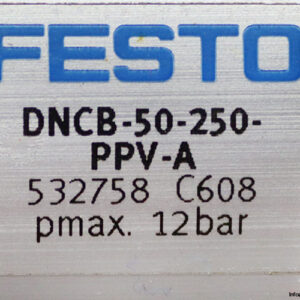 FESTO
DNCB-50-250-
PPV-A
532758 C608
pmax. 12bar